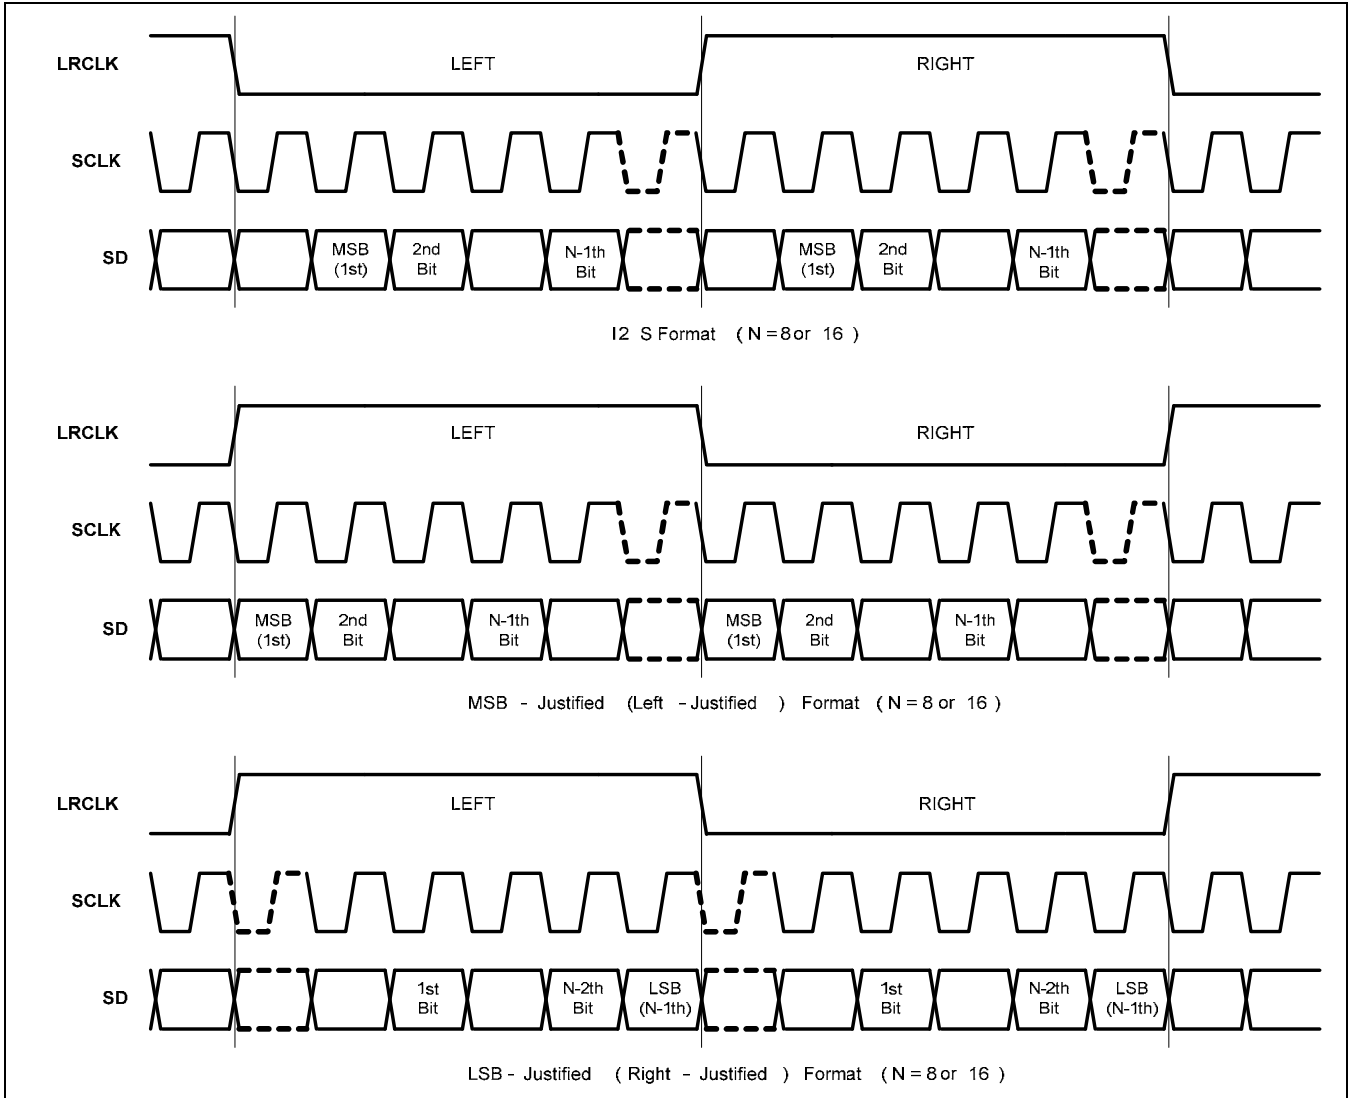 LRCLK LEFT RIGHT
SCLK
SD MSB (1st) 2nd Bit N-1th Bit MSB (1st) 2nd Bit N-1th Bit
I2 S Format ( N = 8 or 16 )
LRCLK LEFT RIGHT
SCLK
SD MSB (1st) 2nd Bit N-1th Bit MSB (1st) 2nd Bit N-1th Bit
MSB - Justified (Left - Justified ) Format ( N = 8 or 16 )
LRCLK LEFT RIGHT
SCLK
SD 1st Bit N-2th Bit LSB (N-1th) 1st Bit N-2th Bit LSB (N-1th)
LSB - Justified ( Right - Justified ) Format ( N = 8 or 16 )